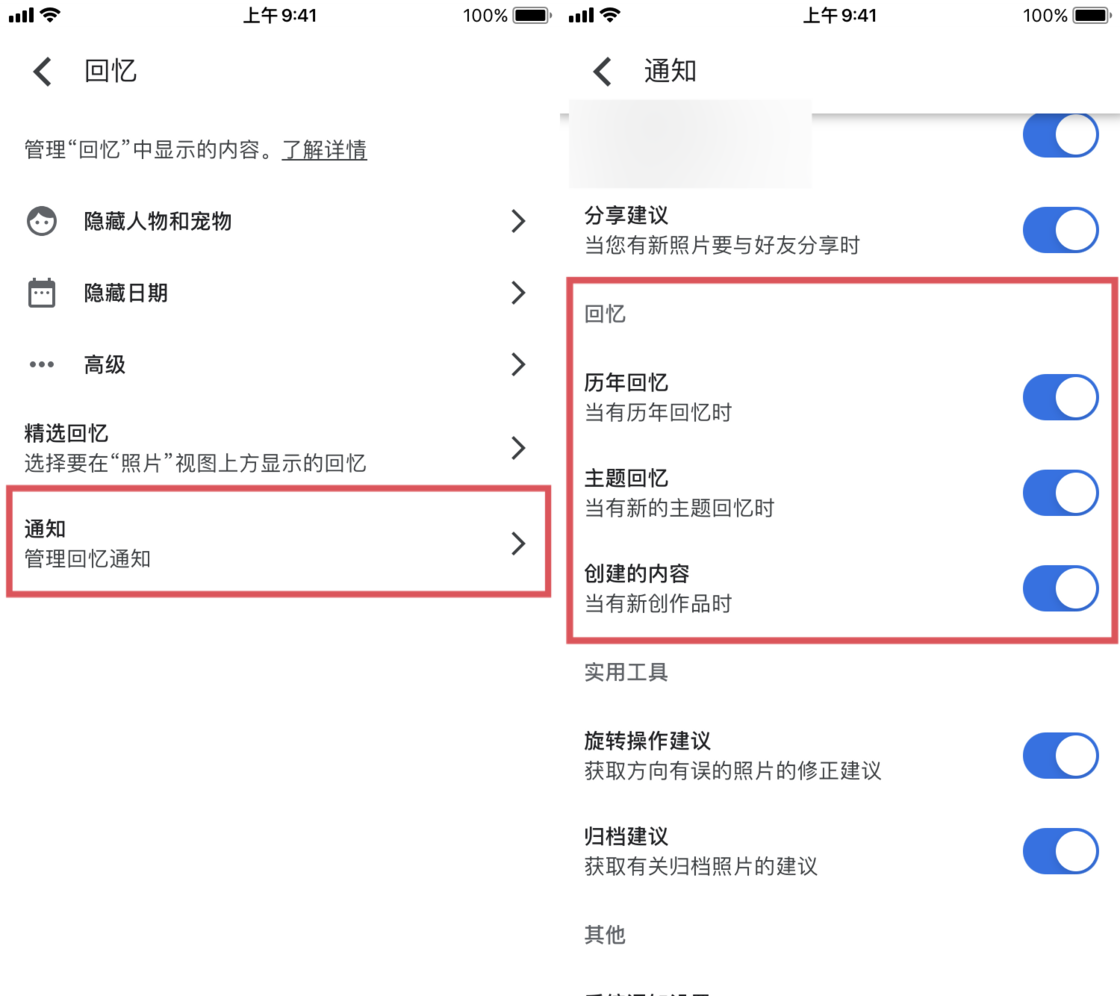 上午 9:41
100%
回忆
管理“回忆”中显示的内容。了解详情
隐藏人物和宠物
隐藏日期
高级
精选回忆
选择要在“照片”视图上方显示的回忆
通知
管理回忆通知
上午 9:41
100%
通知
分享建议
当您有新照片要与好友分享时
回忆
历年回忆
当有历年回忆时
主题回忆
当有新的主题回忆时
创建的内容
当有新创作品时
实用工具
旋转操作建议
获取方向有误的照片的修正建议
归档建议
获取有关归档照片的建议
其他